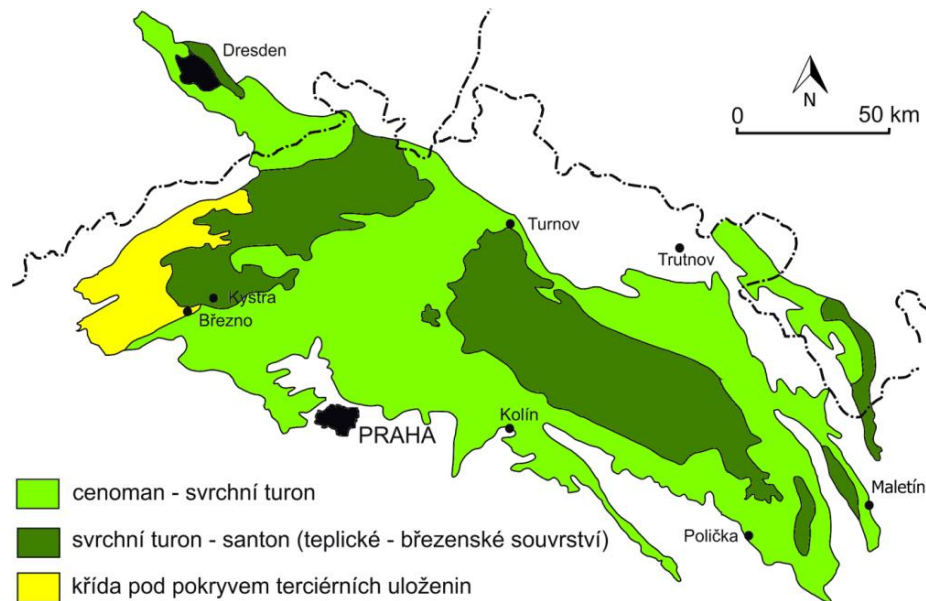 Dresden
N
0 50 km
Turnov
Trutnov
Kystra
Březno
Kolín
PRAHA
cenoman - svrchní turon
Maletín
svrchní turon - santon (teplické - březenské souvrství)
Polička
křída pod pokryvem terciérních uloženin